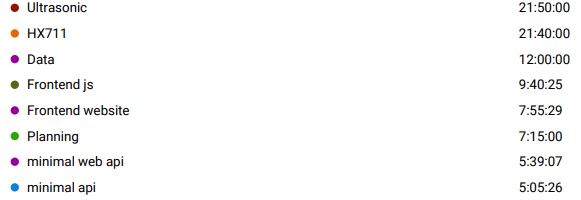 Ultrasonic 21:50:00
HX711 21:40:00
Data 12:00:00
Frontend js 9:40:25
Frontend website 7:55:29
Planning 7:15:00
minimal web api 5:39:07
minimal api 5:05:26